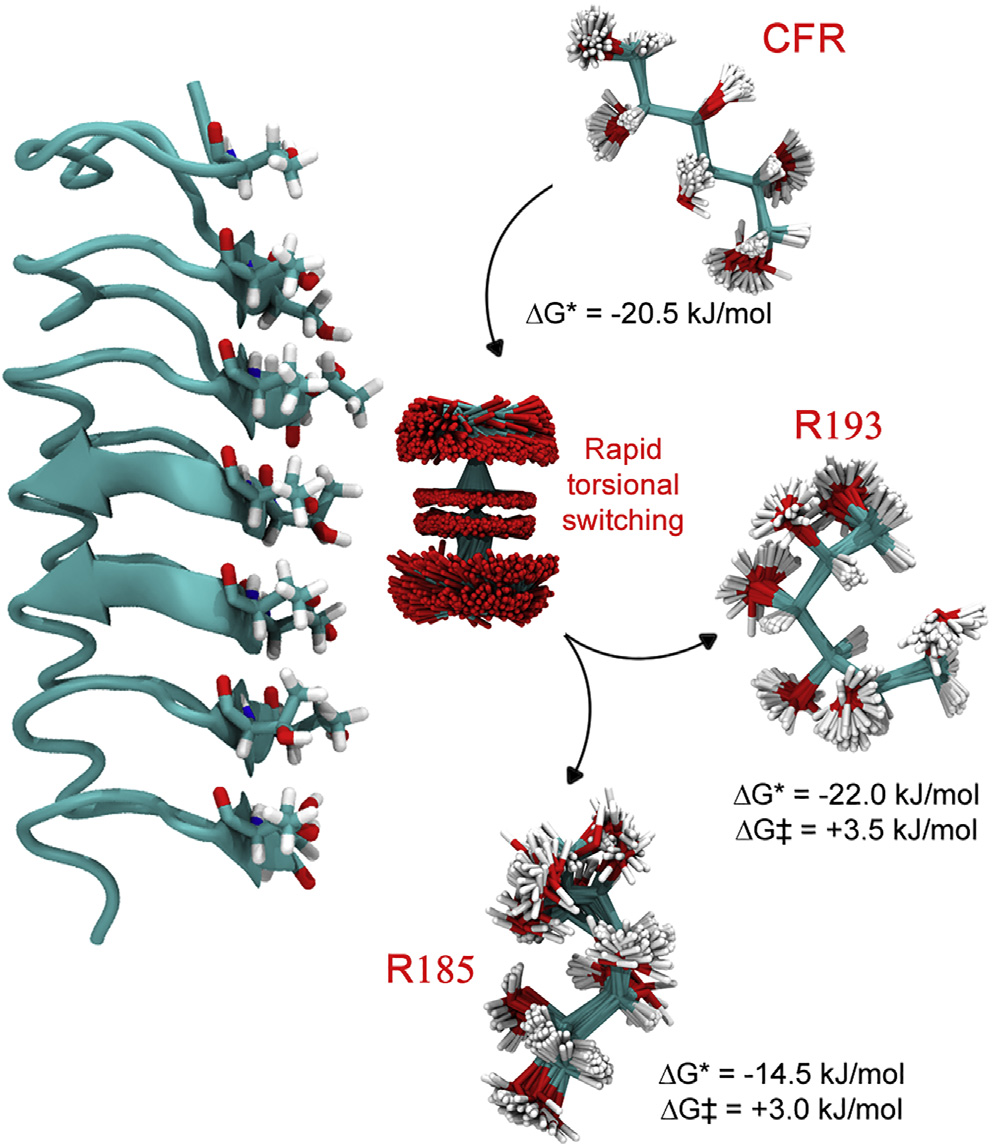 CFR
ΔG* = -20.5 kJ/mol
Rapid
torsional
switching
R193
ΔG* = -22.0 kJ/mol
ΔG‡ = +3.5 kJ/mol
R185
ΔG* = -14.5 kJ/mol
ΔG‡ = +3.0 kJ/mol